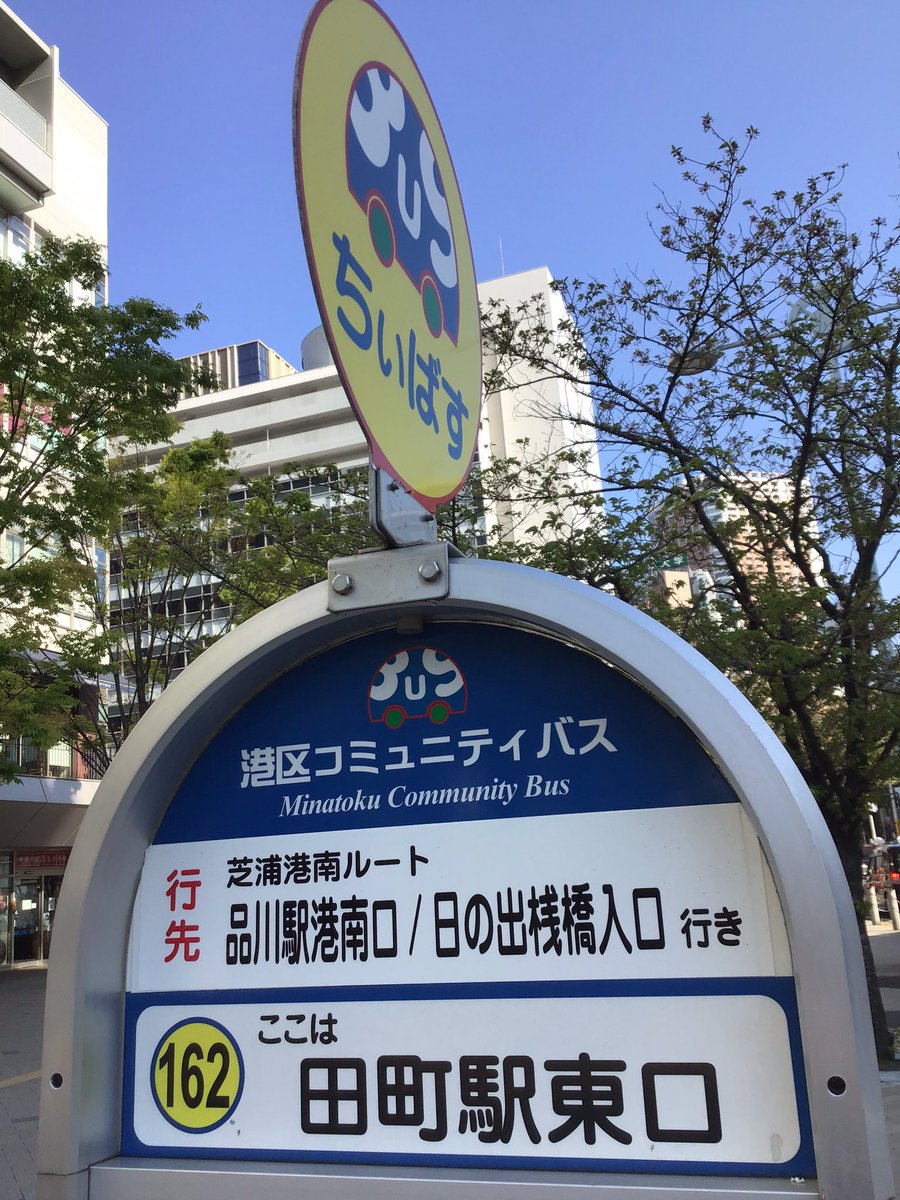 BUS
ちぃばす
BUS
港区コミュニティバス
Minatoku Community Bus
行先
芝浦港南ルート
品川駅港南口 / 日の出桟橋入口 行き
162
ここは
田町駅東口